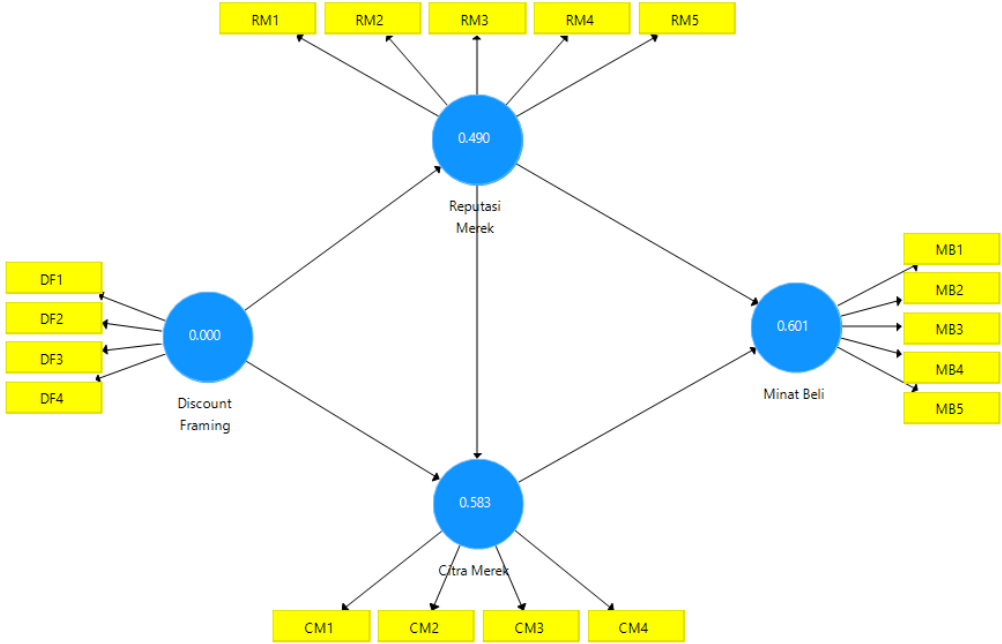 RM1 RM2 RM3 RM4 RM5
0.490
Reputasi
Merek
DF1
DF2
DF3
DF4
0.000
Discount
Framing
0.601
Minat Beli
MB1
MB2
MB3
MB4
MB5
0.583
Citra Merek
CM1 CM2 CM3 CM4